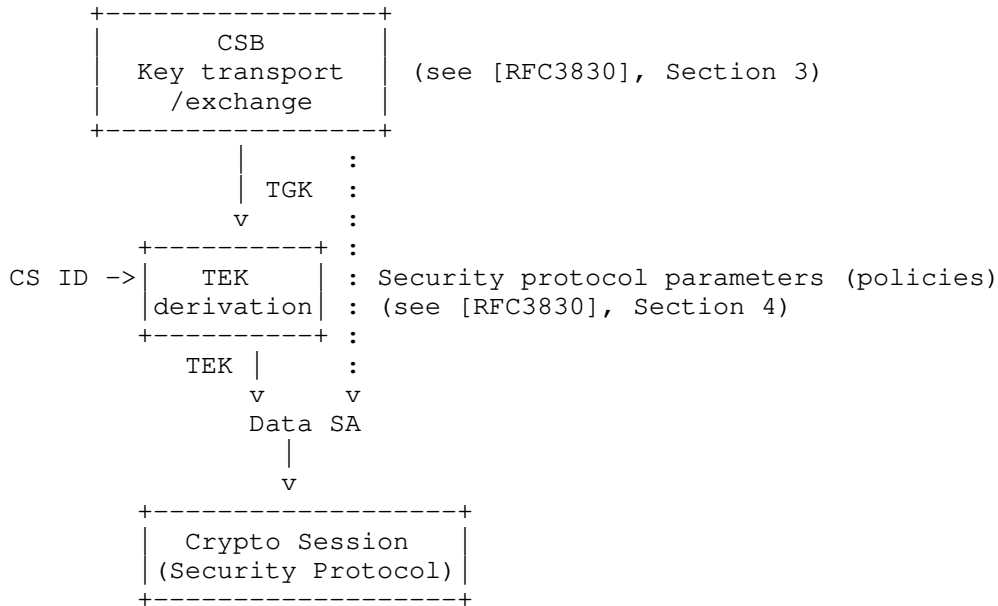 CSB
Key transport (see [RFC3830], Section 3)
/exchange
TGK
CS ID -> TEK : Security protocol parameters (policies)
derivation : (see [RFC3830], Section 4)
TEK
v v
Data SA
v
Crypto Session
(Security Protocol)